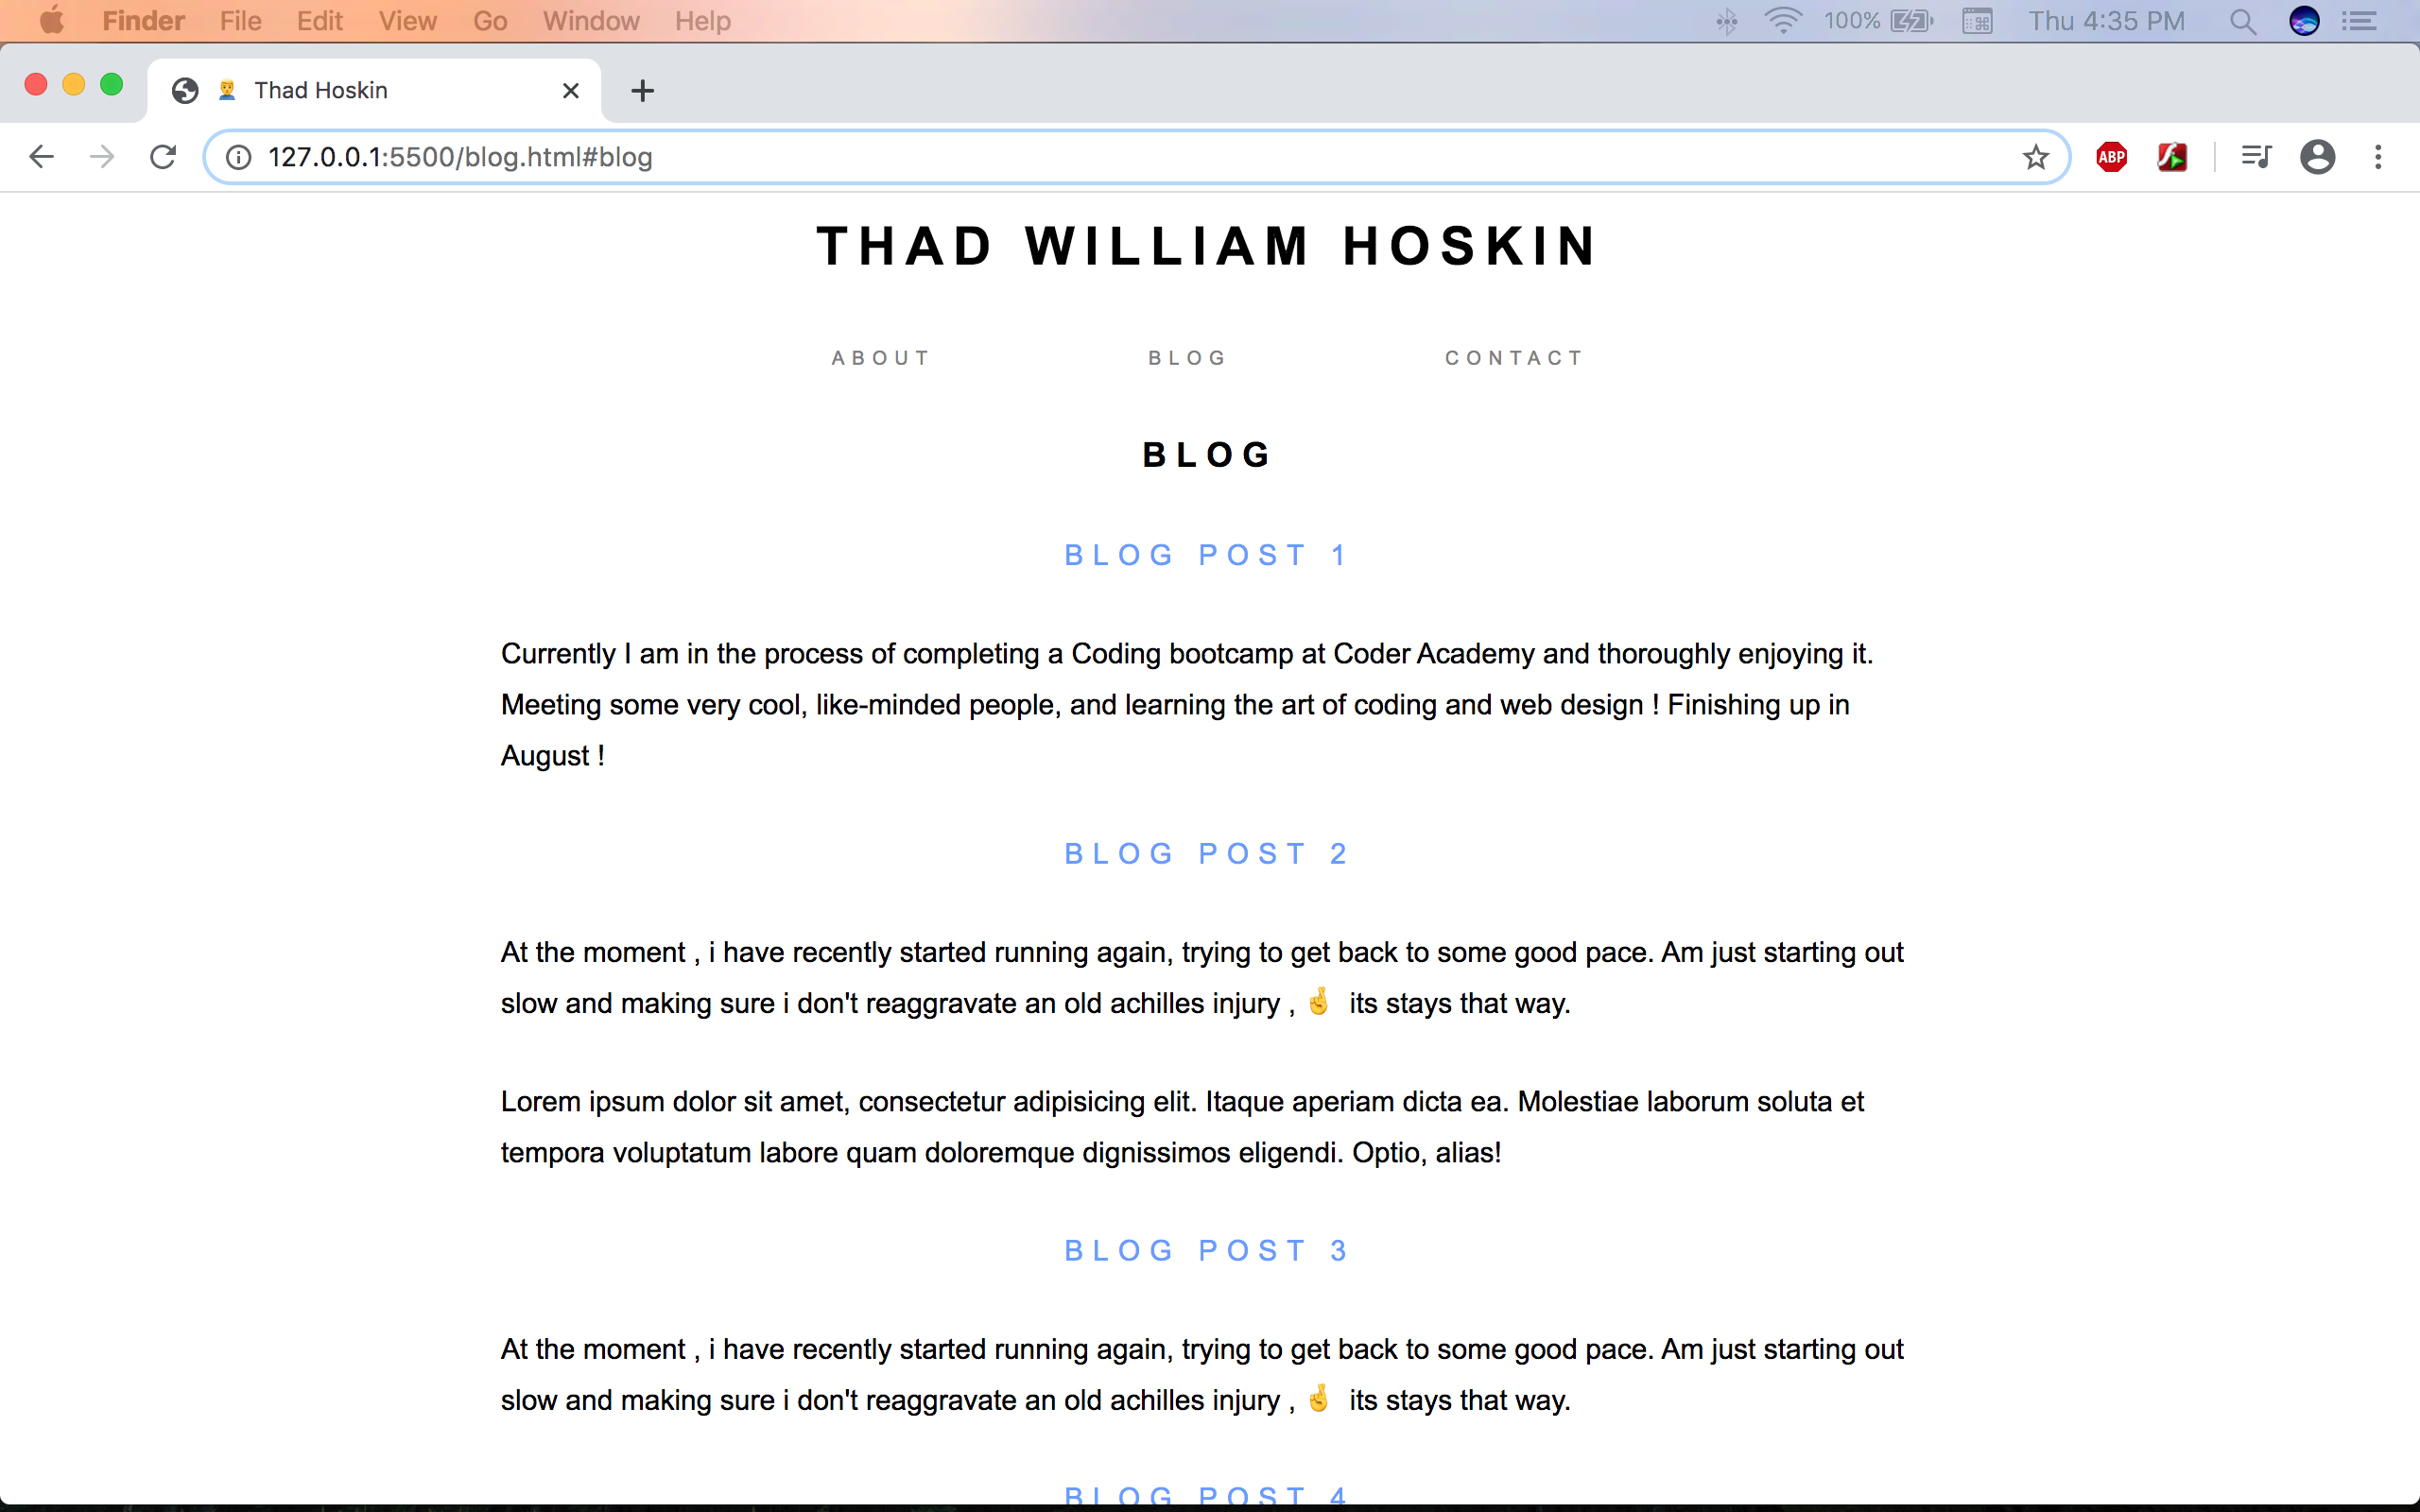 Finder File Edit View Go Window Help 100% Thu 4:35 PM
Thad Hoskin
127.0.0.1:5500/blog.html#blog ABP
THAD WILLIAM HOSKIN
ABOUT BLOG CONTACT
BLOG
BLOG POST 1
Currently I am in the process of completing a Coding bootcamp at Coder Academy and thoroughly enjoying it.
Meeting some very cool, like-minded people, and learning the art of coding and web design ! Finishing up in
August !
BLOG POST 2
At the moment , i have recently started running again, trying to get back to some good pace. Am just starting out
slow and making sure i don't reaggravate an old achilles injury , 🤞 its stays that way.
Lorem ipsum dolor sit amet, consectetur adipisicing elit. Itaque aperiam dicta ea. Molestiae laborum soluta et
tempora voluptatum labore quam doloremque dignissimos eligendi. Optio, alias!
BLOG POST 3
At the moment , i have recently started running again, trying to get back to some good pace. Am just starting out
slow and making sure i don't reaggravate an old achilles injury , 🤞 its stays that way.
BLOG POST 4